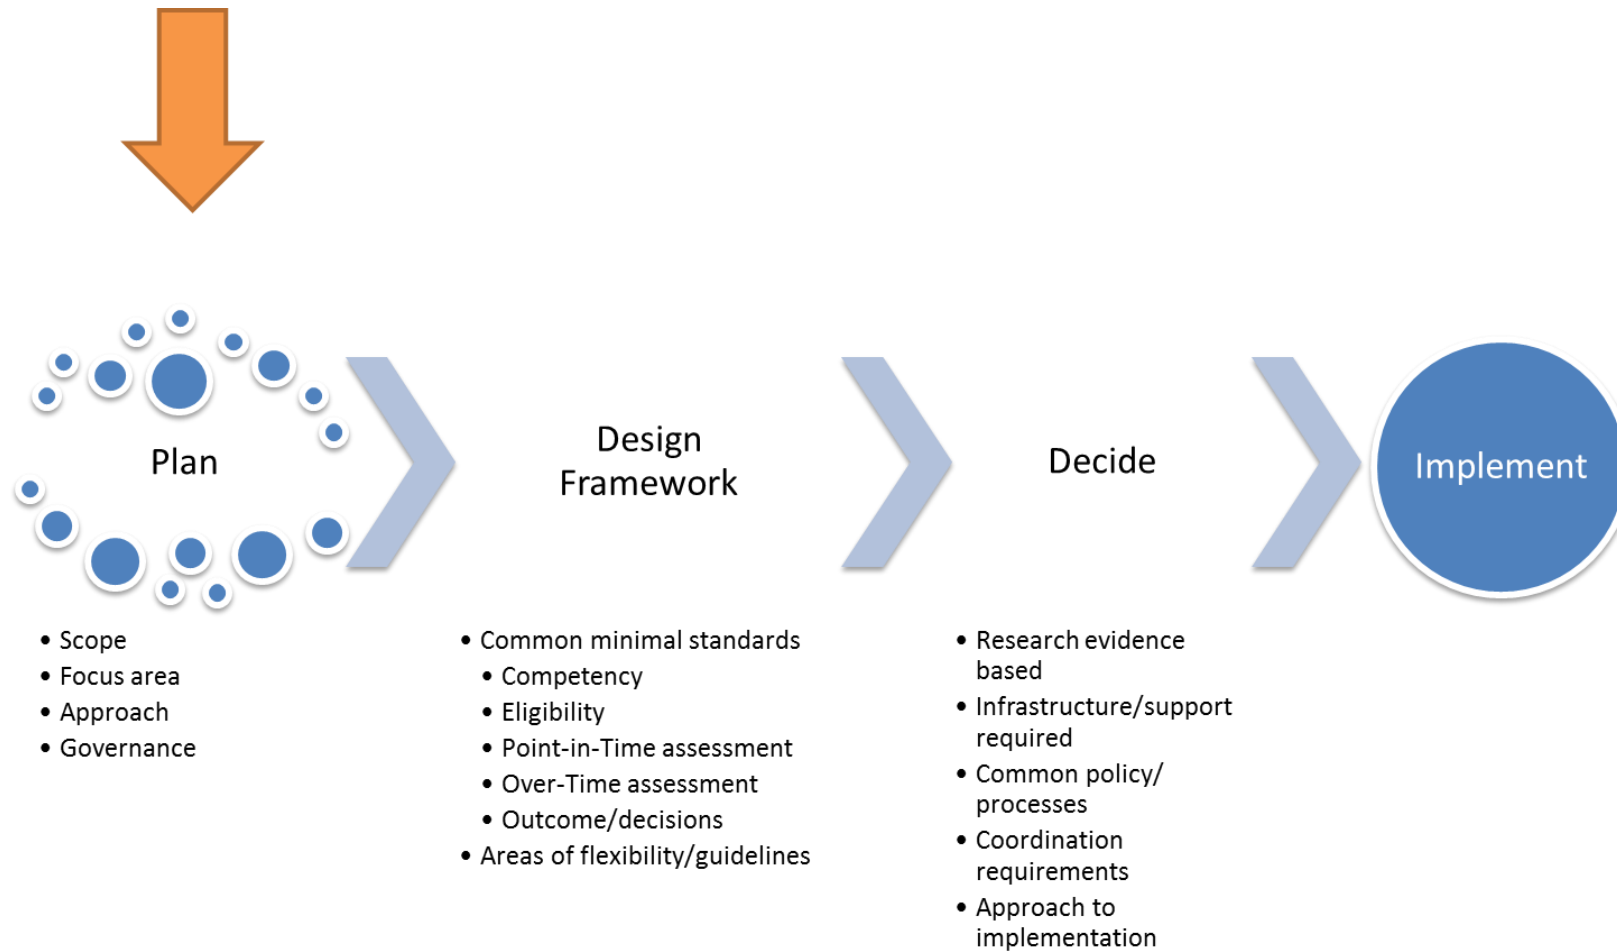 Plan
Design
Framework
Decide
Implement
• Scope
• Focus area
• Approach
• Governance
• Common minimal standards
• Competency
• Eligibility
• Point-in-Time assessment
• Over-Time assessment
• Outcome/decisions
• Areas of flexibility/guidelines
• Research evidence
based
• Infrastructure/support
required
• Common policy/
processes
• Coordination
requirements
• Approach to
implementation